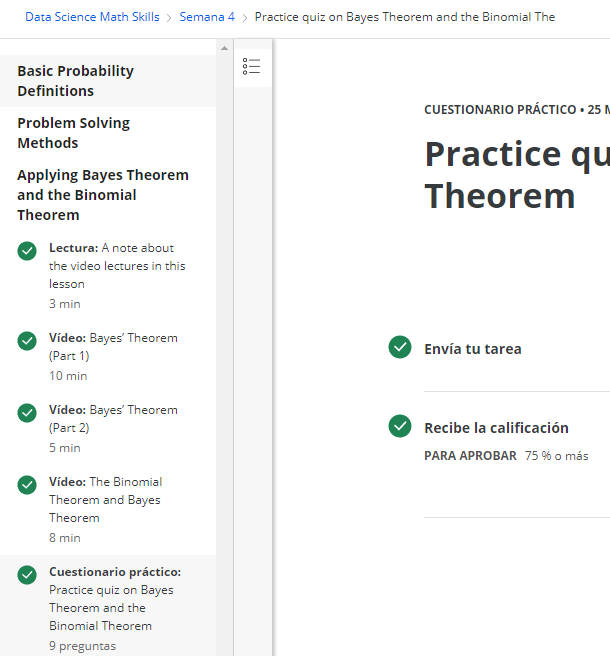 Data Science Math Skills > Semana 4 > Practice quiz on Bayes Theorem and the Binomial The
Basic Probability
Definitions
Problem Solving
Methods
Applying Bayes Theorem
and the Binomial
Theorem
Lectura: A note about
the video lectures in this
lesson
3 min
Vídeo: Bayes' Theorem
(Part 1)
10 min
Vídeo: Bayes' Theorem
(Part 2)
5 min
Vídeo: The Binomial
Theorem and Bayes
Theorem
8 min
Cuestionario práctico:
Practice quiz on Bayes
Theorem and the
Binomial Theorem
9 preguntas
CUESTIONARIO PRÁCTICO • 25 M
Practice qu
Theorem
Envía tu tarea
Recibe la calificación
PARA APROBAR 75 % o más